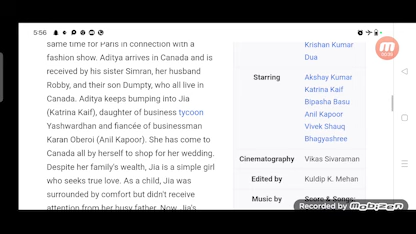 5:56
same time for Paris in connection with a
fashion show. Aditya arrives in Canada and is
received by his sister Simran, her husband
Robby, and their son Dumpty, who all live in
Canada. Aditya keeps bumping into Jia
(Katrina Kaif), daughter of business tycoon
Yashwardhan and fiancée of businessman
Karan Oberoi (Anil Kapoor). She has come to
Canada all by herself to shop for her wedding.
Despite her family's wealth, Jia is a simple girl
who seeks true love. As a child, Jia was
surrounded by comfort but didn't receive
attention from her busy father. Now, Jia's
Krishan Kumar
Dua
Starring
Akshay Kumar
Katrina Kaif
Bipasha Basu
Anil Kapoor
Vivek Shauq
Bhagyashree
Cinematography
Vikas Sivaraman
Edited by
Kuldip K. Mehan
Music by
Score & Songs:
Recorded by Mobizen